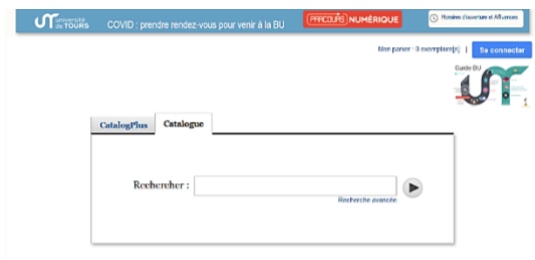 université de TOURS
COVID : prendre rendez-vous pour venir à la BU
PARCOURS NUMÉRIQUE
Horaires d'ouverture et Affluences
Mon panier : 0 exemplaire(s) | Se connecter
Guide BU
CatalogPlus Catalogue
Rechercher :
Recherche avancée